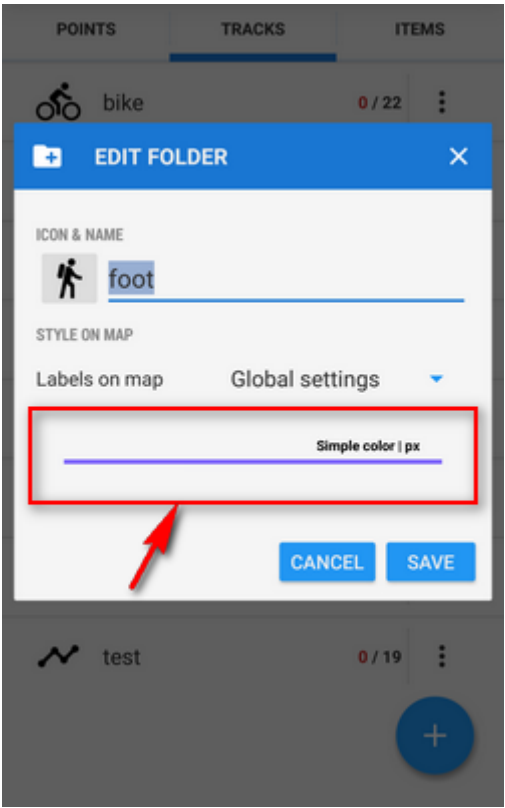 POINTS TRACKS ITEMS
bike 0 / 22
EDIT FOLDER
ICON & NAME
foot
STYLE ON MAP
Labels on map Global settings
Simple color | px
CANCEL SAVE
test 0 / 19